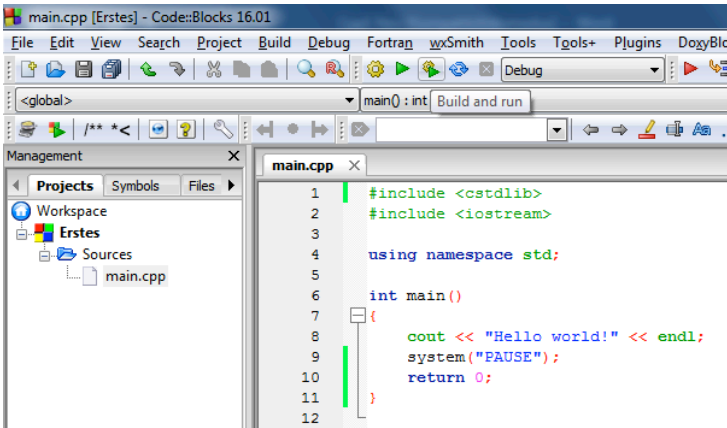 main.cpp [Erstes] - Code::Blocks 16.01
File Edit View Search Project Build Debug Fortran wxSmith Tools Tools+ Plugins DoxyBlo
Debug
<global> main() : int Build and run
/** *<
Management X main.cpp
Projects Symbols Files
Workspace
Erstes
Sources
main.cpp
1 #include <cstdlib>
2 #include <iostream>
3
4 using namespace std;
5
6 int main()
7 {
8 cout << "Hello world!" << endl;
9 system("PAUSE");
10 return 0;
11 }
12